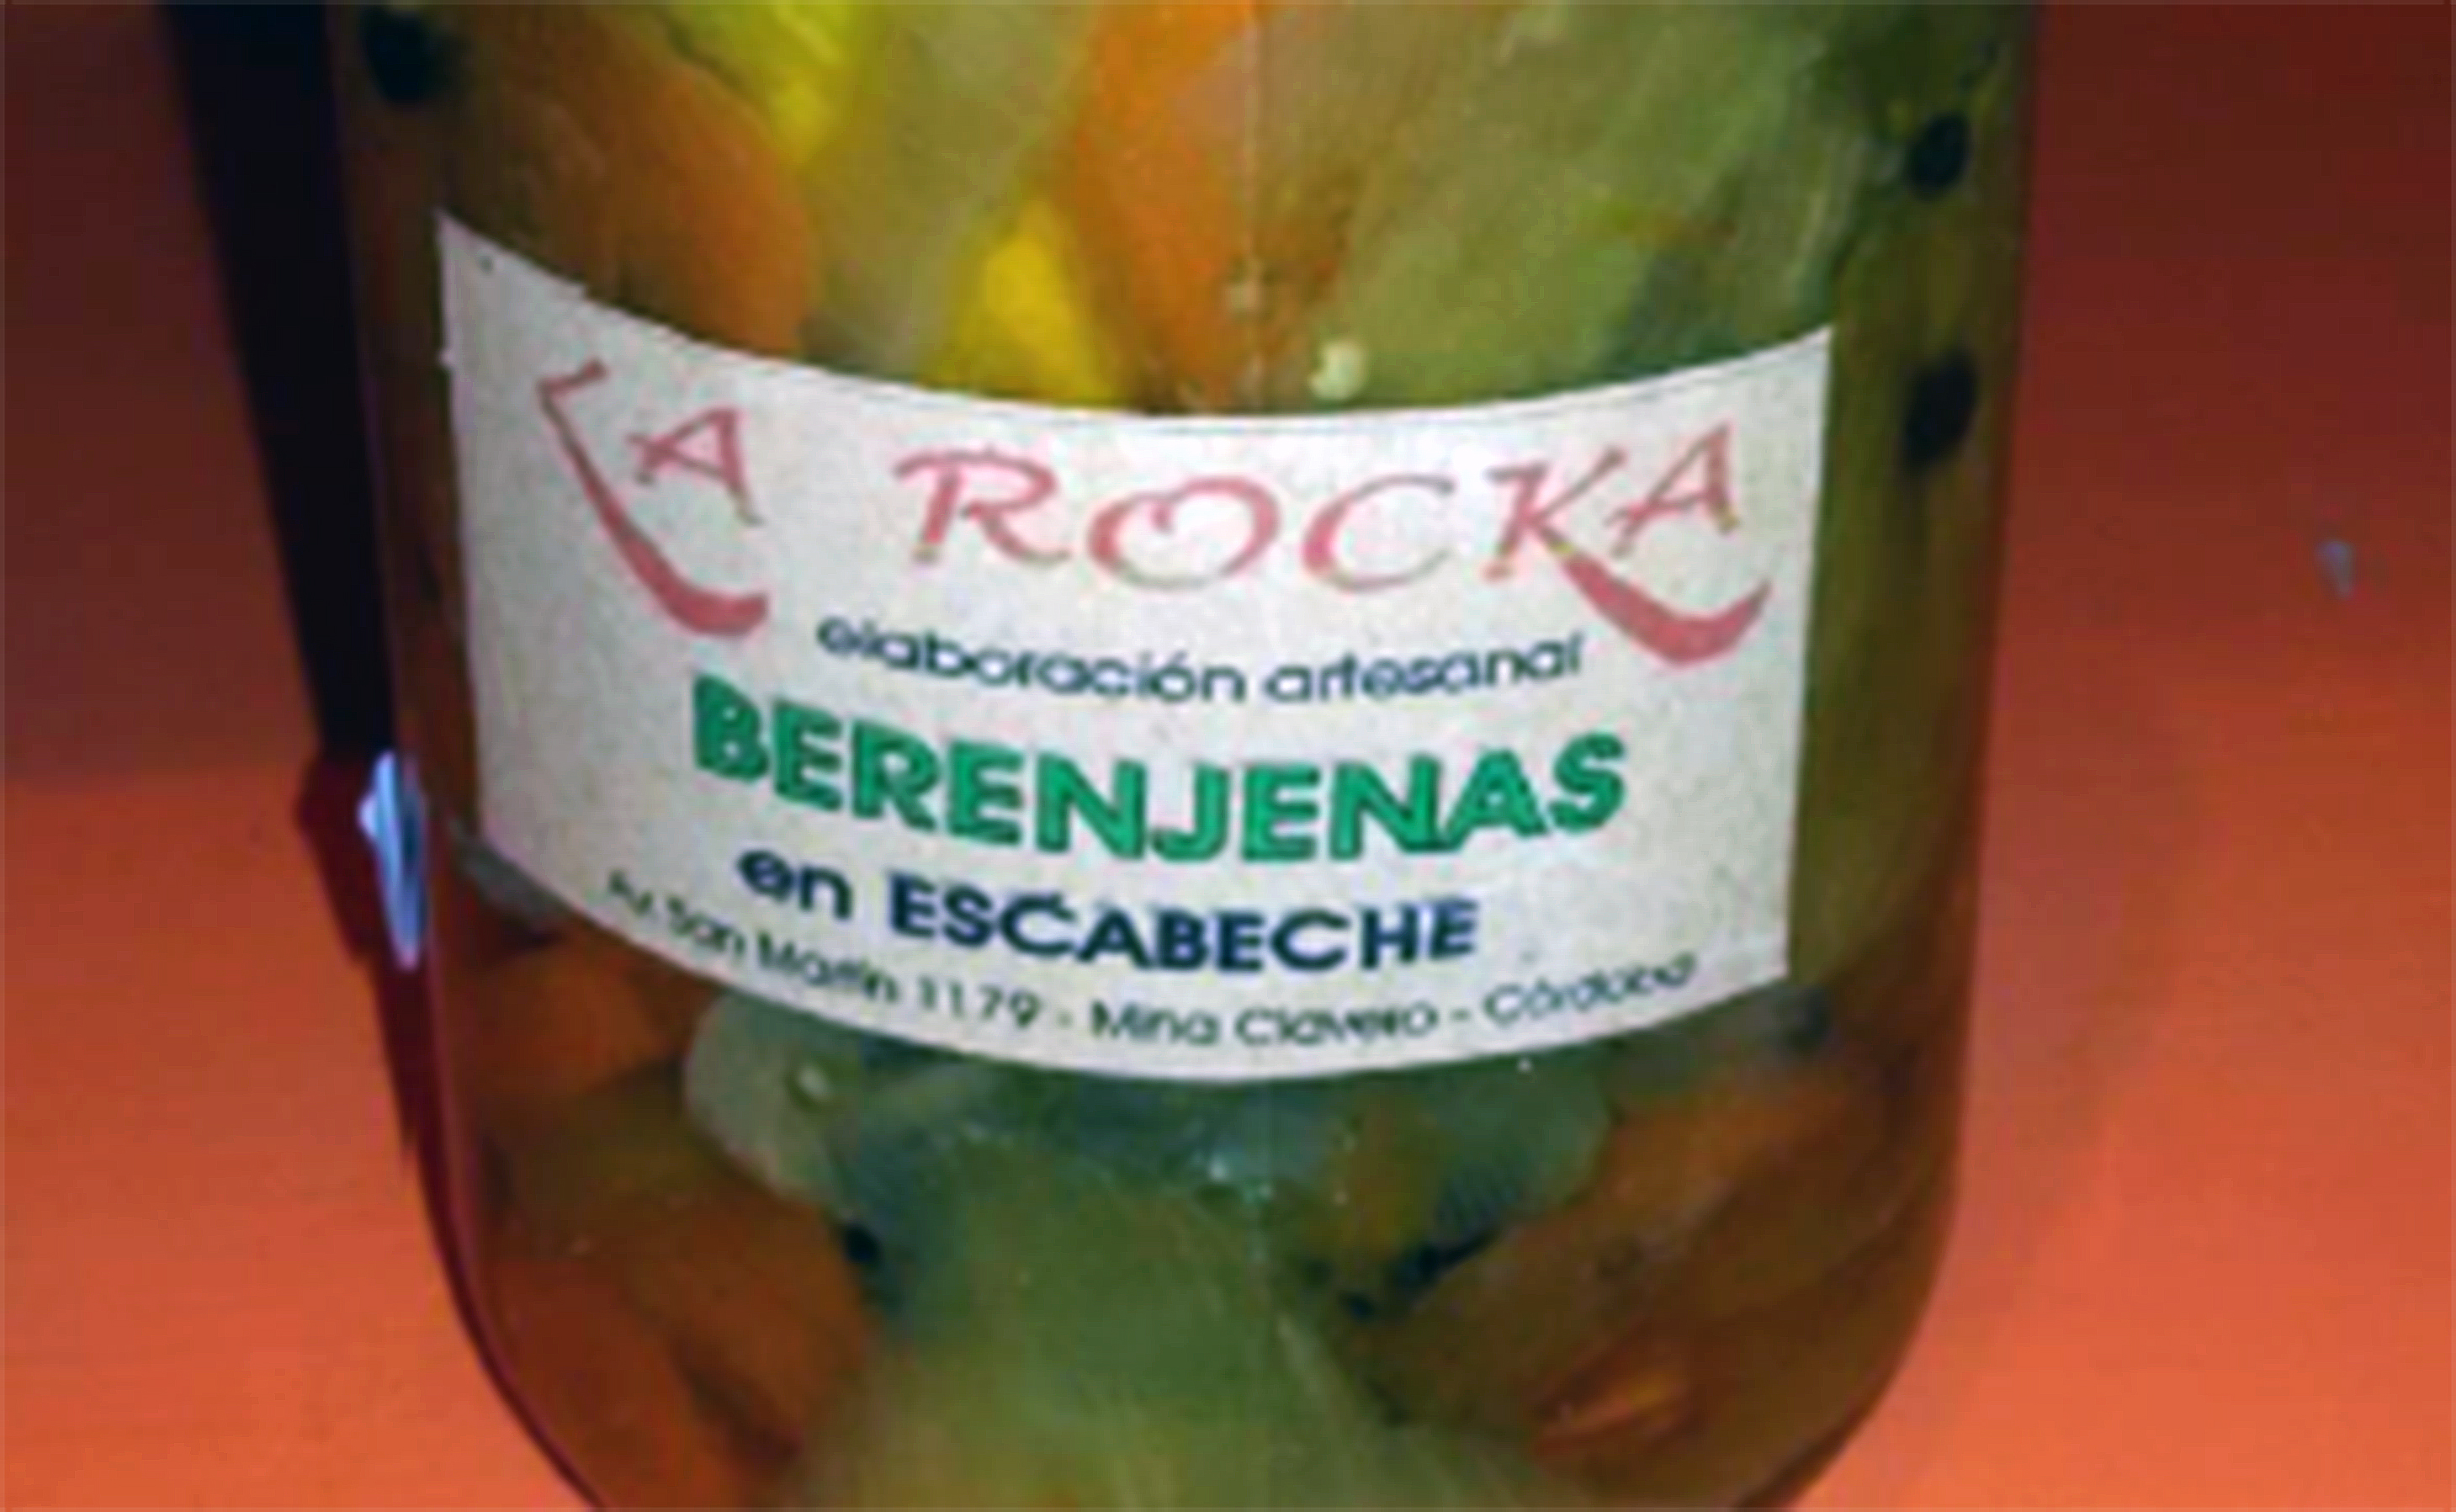 LA ROCKA
elaboración artesanal
BERENJENAS
en ESCABECHE
Av. San Martín 1179 - Mina Clavero - Córdoba